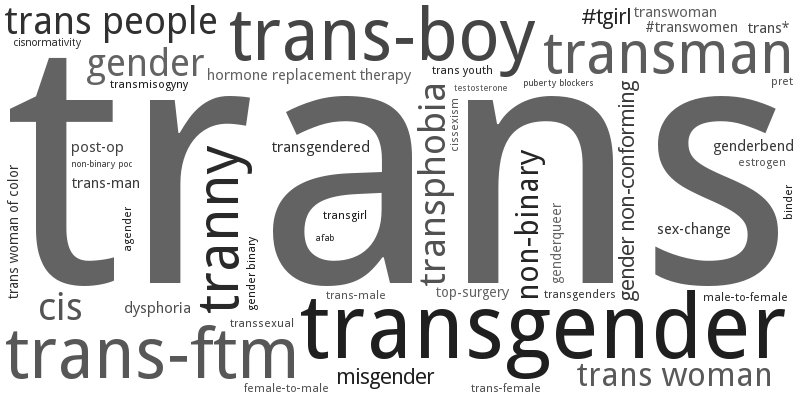 trans people
trans-boy
#tgirl
transwoman
#transwomen
trans*
cisnormativity
gender
transman
hormone replacement therapy
trans youth
transmisogyny
testosterone
puberty blockers
pret
trans
transphobia
cissexism
gender non-conforming
post-op
transgendered
genderbend
non-binary poc
estrogen
trans-man
tranny
non-binary
trans woman of color
agender
transgirl
afab
genderqueer
binder
sex-change
gender binary
cis
dysphoria
trans-male
top-surgery
transgenders
male-to-female
transsexual
transgender
trans-ftm
misgender
trans woman
female-to-male
trans-female